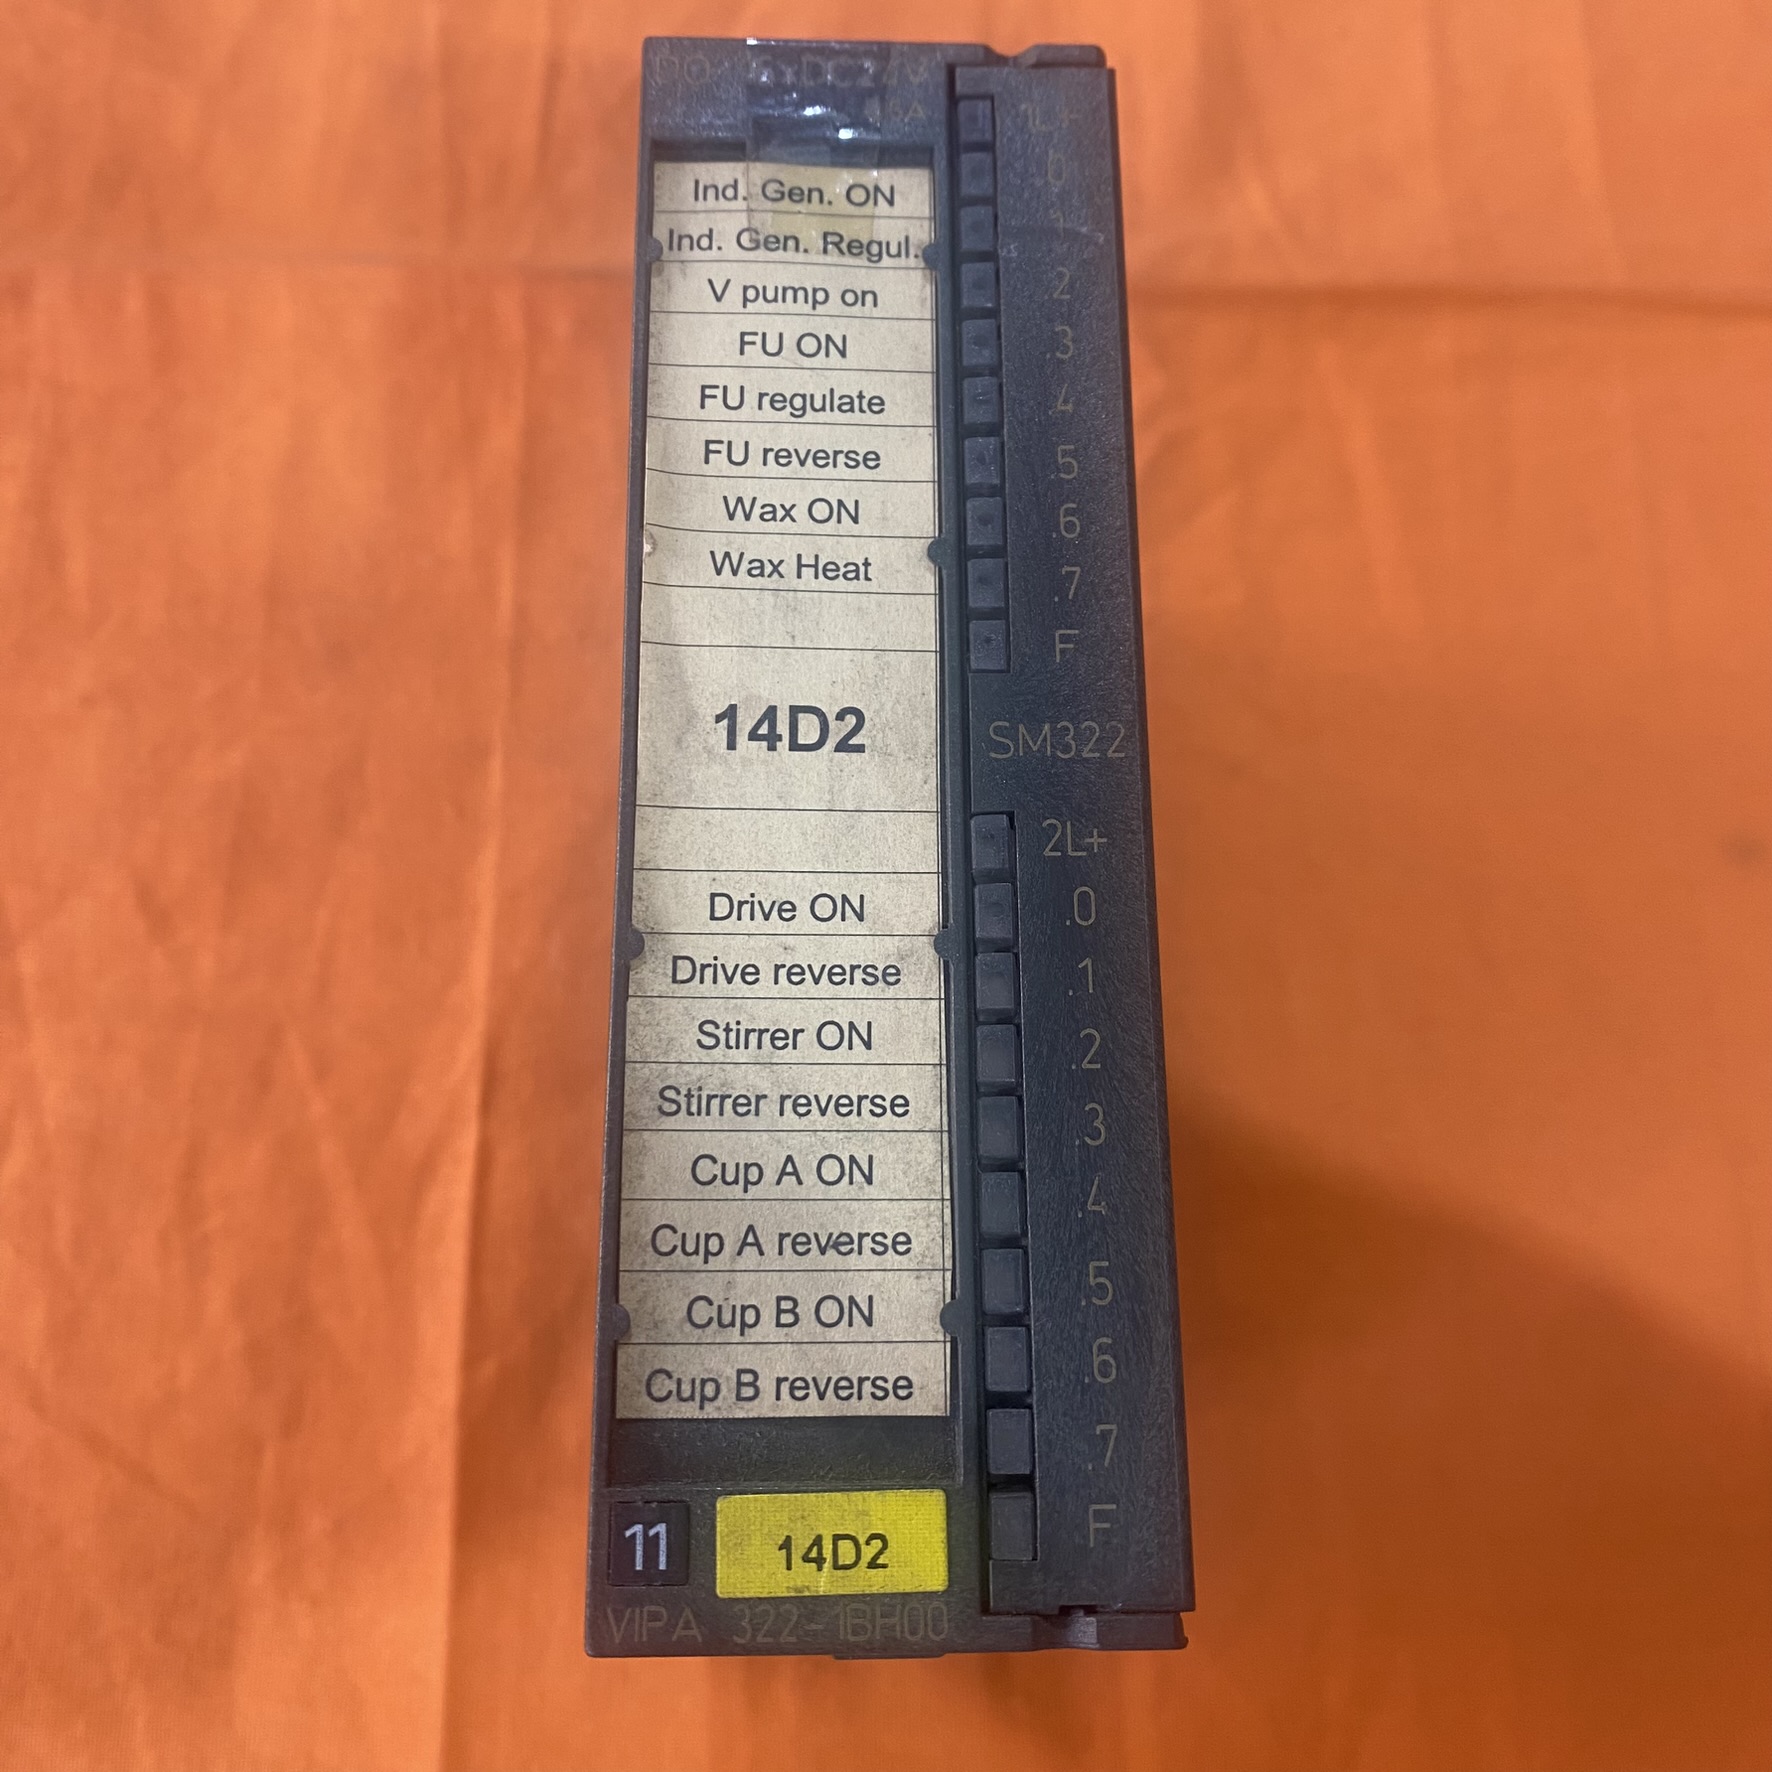 DO 16xDC24V
Ind. Gen. ON
Ind. Gen. Regul.
V pump on
FU ON
FU regulate
FU reverse
Wax ON
Wax Heat
14D2
Drive ON
Drive reverse
Stirrer ON
Stirrer reverse
Cup A ON
Cup A reverse
Cup B ON
Cup B reverse
11
14D2
VIPA 322-1BH00
1L+
.2
.3
.4
.5
.6
.7
F
SM322
2L+
.0
.1
.2
.3
.4
.5
.6
.7
F